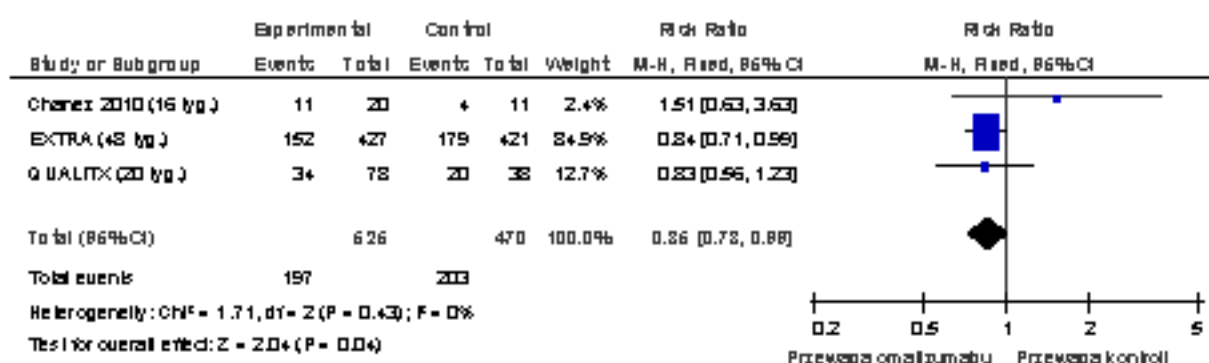 Experimental Control Risk Ratio Risk Ratio
Study or Subgroup Events Total Events Total Weight M-H, Fixed, 95% CI M-H, Fixed, 95% CI
Chanez 2010 (16 tyg.) 11 20 4 11 2.4% 1.51 [0.63, 3.63]
EXTRA (48 tyg.) 152 427 179 421 84.9% 0.84 [0.71, 0.99]
QUALITX (20 tyg.) 34 78 20 38 12.7% 0.83 [0.56, 1.23]
Total (95% CI) 525 470 100.0% 0.85 [0.73, 0.99]
Total events 197 203
Heterogeneity: Chi² = 1.71, df = 2 (P = 0.43); I² = 0%
Test for overall effect: Z = 2.04 (P = 0.04)
0.2 0.5 1 2 5
Przewaga omalizumabu Przewaga kontroli